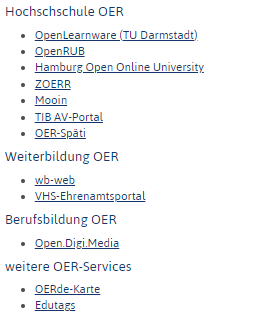 Hochschschule OER
OpenLearnware (TU Darmstadt)
OpenRUB
Hamburg Open Online University
ZOERR
Mooin
TIB AV-Portal
OER-Späti
Weiterbildung OER
wb-web
VHS-Ehrenamtsportal
Berufsbildung OER
Open.Digi.Media
weitere OER-Services
OERde-Karte
Edutags